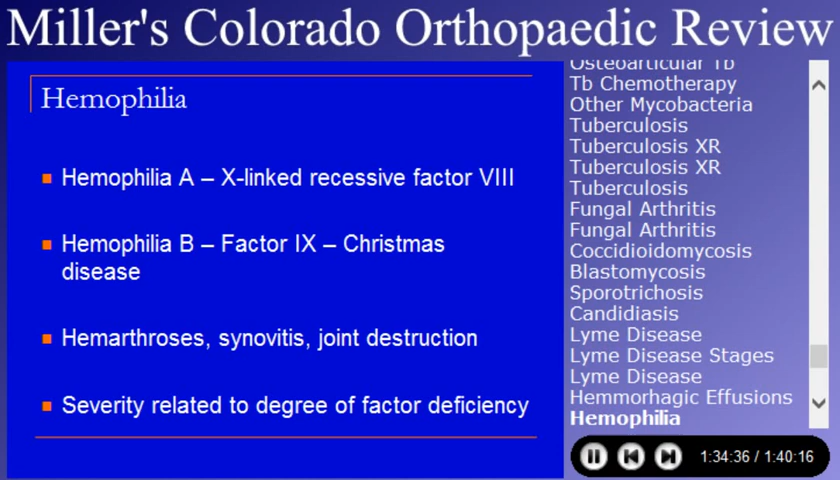 Miller's Colorado Orthopaedic Review
Hemophilia
Hemophilia A – X-linked recessive factor VIII
Hemophilia B – Factor IX – Christmas
disease
Hemarthroses, synovitis, joint destruction
Severity related to degree of factor deficiency
Osteoarticular Tb
Tb Chemotherapy
Other Mycobacteria
Tuberculosis
Tuberculosis XR
Tuberculosis XR
Tuberculosis
Fungal Arthritis
Fungal Arthritis
Coccidioidomycosis
Blastomycosis
Sporotrichosis
Candidiasis
Lyme Disease
Lyme Disease Stages
Lyme Disease
Hemmorhagic Effusions
Hemophilia
1:34:36 / 1:40:16